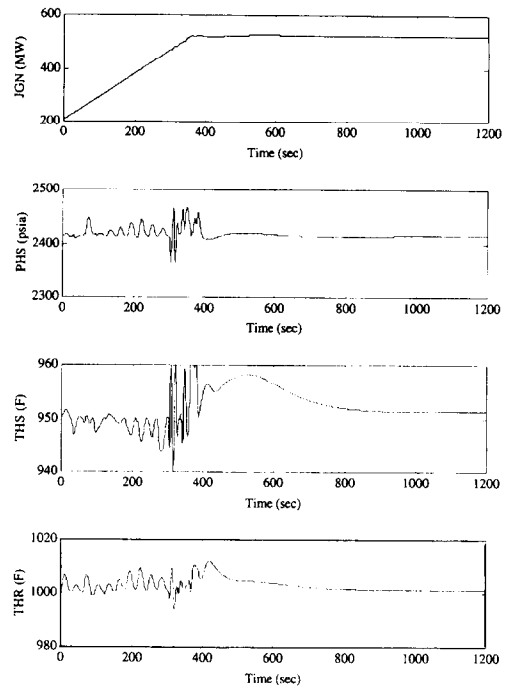 JGN (MW)
600
400
200
0 200 400 600 800 1000 1200
Time (sec)
PHS (psia)
2500
2400
2300
0 200 400 600 800 1000 1200
Time (sec)
THS (F)
960
950
940
0 200 400 600 800 1000 1200
Time (sec)
THR (F)
1020
1000
980
0 200 400 600 800 1000 1200
Time (sec)